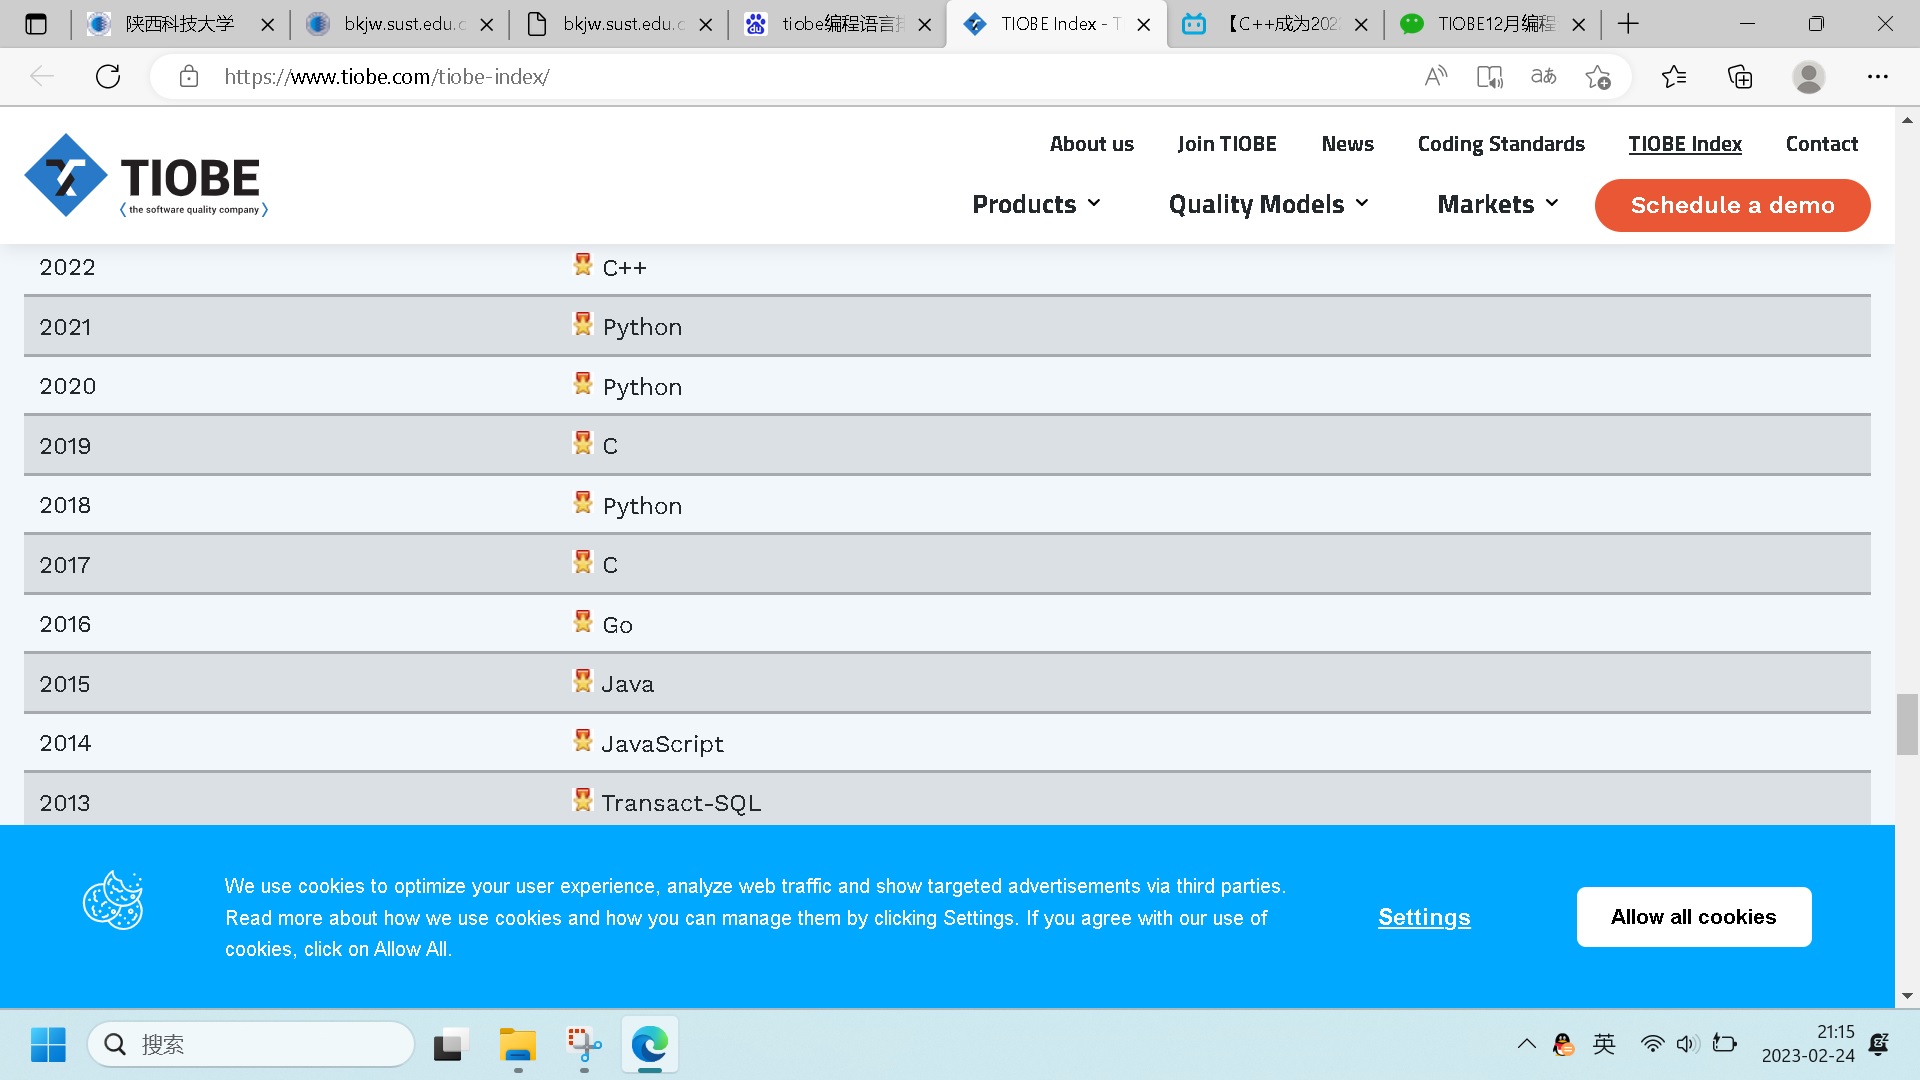 陕西科技大学
bkjw.sust.edu.c
bkjw.sust.edu.c
tiobe编程语言排
TIOBE Index - T
【C++成为202
TIOBE12月编程
https://www.tiobe.com/tiobe-index/
About us
Join TIOBE
News
Coding Standards
TIOBE Index
Contact
TIOBE
⟨ the software quality company ⟩
Products
Quality Models
Markets
Schedule a demo
2022 C++
2021 Python
2020 Python
2019 C
2018 Python
2017 C
2016 Go
2015 Java
2014 JavaScript
2013 Transact-SQL
We use cookies to optimize your user experience, analyze web traffic and show targeted advertisements via third parties.
Read more about how we use cookies and how you can manage them by clicking Settings. If you agree with our use of
cookies, click on Allow All.
Settings
Allow all cookies
搜索
英
21:15
2023-02-24